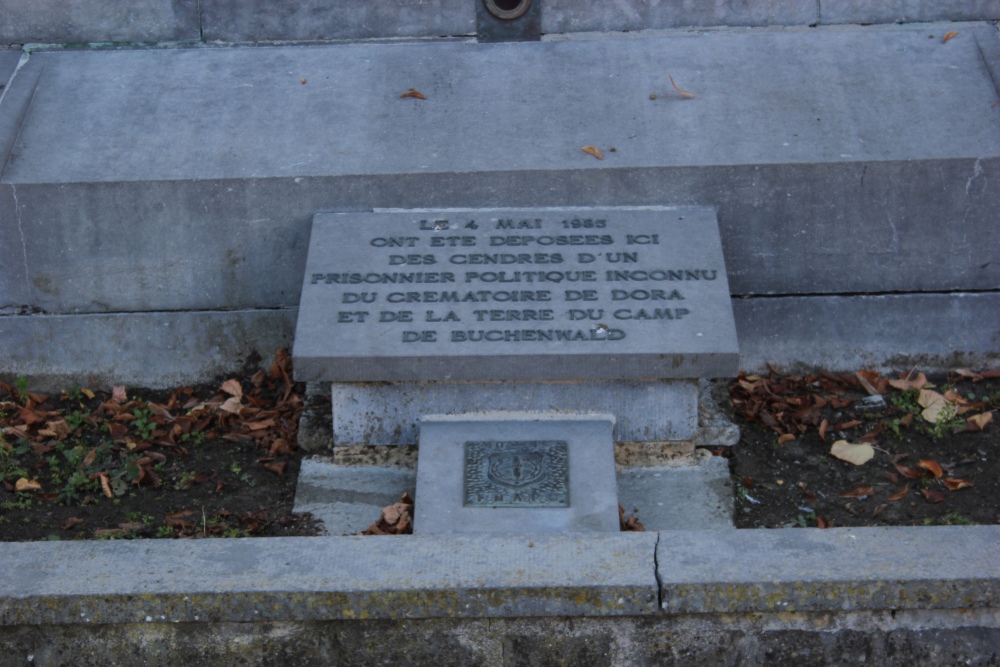 LE 4 MAI 1985
ONT ETE DEPOSEES ICI
DES CENDRES D'UN
PRISONNIER POLITIQUE INCONNU
DU CREMATOIRE DE DORA
ET DE LA TERRE DU CAMP
DE BUCHENWALD